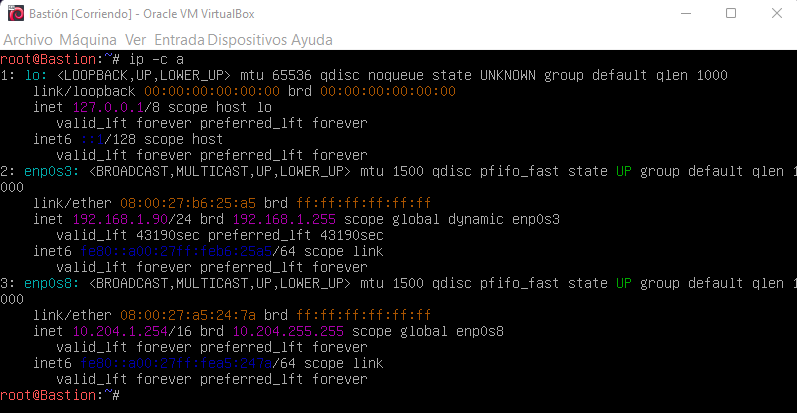 Bastión [Corriendo] - Oracle VM VirtualBox
Archivo Máquina Ver Entrada Dispositivos Ayuda
root@Bastion:~# ip -c a
1: lo: <LOOPBACK,UP,LOWER_UP> mtu 65536 qdisc noqueue state UNKNOWN group default qlen 1000
link/loopback 00:00:00:00:00:00 brd 00:00:00:00:00:00
inet 127.0.0.1/8 scope host lo
valid_lft forever preferred_lft forever
inet6 ::1/128 scope host
valid_lft forever preferred_lft forever
2: enp0s3: <BROADCAST,MULTICAST,UP,LOWER_UP> mtu 1500 qdisc pfifo_fast state UP group default qlen 1
000
link/ether 08:00:27:b6:25:a5 brd ff:ff:ff:ff:ff:ff
inet 192.168.1.90/24 brd 192.168.1.255 scope global dynamic enp0s3
valid_lft 43190sec preferred_lft 43190sec
inet6 fe80::a00:27ff:feb6:25a5/64 scope link
valid_lft forever preferred_lft forever
3: enp0s8: <BROADCAST,MULTICAST,UP,LOWER_UP> mtu 1500 qdisc pfifo_fast state UP group default qlen 1
000
link/ether 08:00:27:a5:24:7a brd ff:ff:ff:ff:ff:ff
inet 10.204.1.254/16 brd 10.204.255.255 scope global enp0s8
valid_lft forever preferred_lft forever
inet6 fe80::a00:27ff:fea5:247a/64 scope link
valid_lft forever preferred_lft forever
root@Bastion:~#